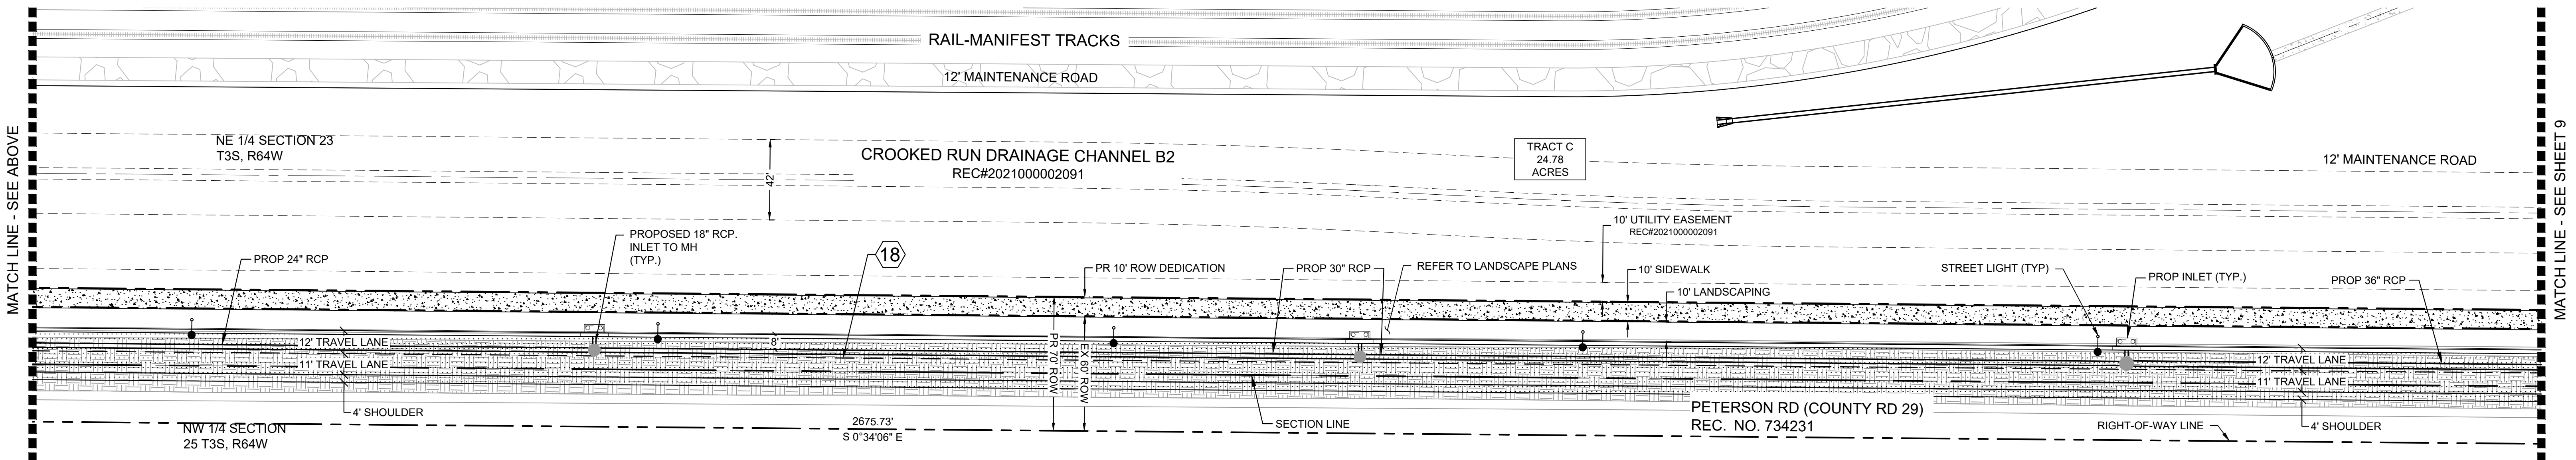 RAIL-MANIFEST TRACKS
12' MAINTENANCE ROAD
MATCH LINE - SEE ABOVE
NE 1/4 SECTION 23
T3S, R64W
42'
CROOKED RUN DRAINAGE CHANNEL B2
REC#2021000002091
TRACT C
24.78
ACRES
12' MAINTENANCE ROAD
MATCH LINE - SEE SHEET 9
10' UTILITY EASEMENT
REC#2021000002091
PROPOSED 18" RCP.
INLET TO MH
(TYP.)
18
PROP 24" RCP
PR 10' ROW DEDICATION
PROP 30" RCP
REFER TO LANDSCAPE PLANS
10' SIDEWALK
10' LANDSCAPING
STREET LIGHT (TYP)
PROP INLET (TYP.)
PROP 36" RCP
12' TRAVEL LANE
11' TRAVEL LANE
8'
PR 70' ROW
EX 60' ROW
12' TRAVEL LANE
11' TRAVEL LANE
4' SHOULDER
NW 1/4 SECTION
25 T3S, R64W
2675.73'
S 0°34'06" E
SECTION LINE
PETERSON RD (COUNTY RD 29)
REC. NO. 734231
RIGHT-OF-WAY LINE
4' SHOULDER